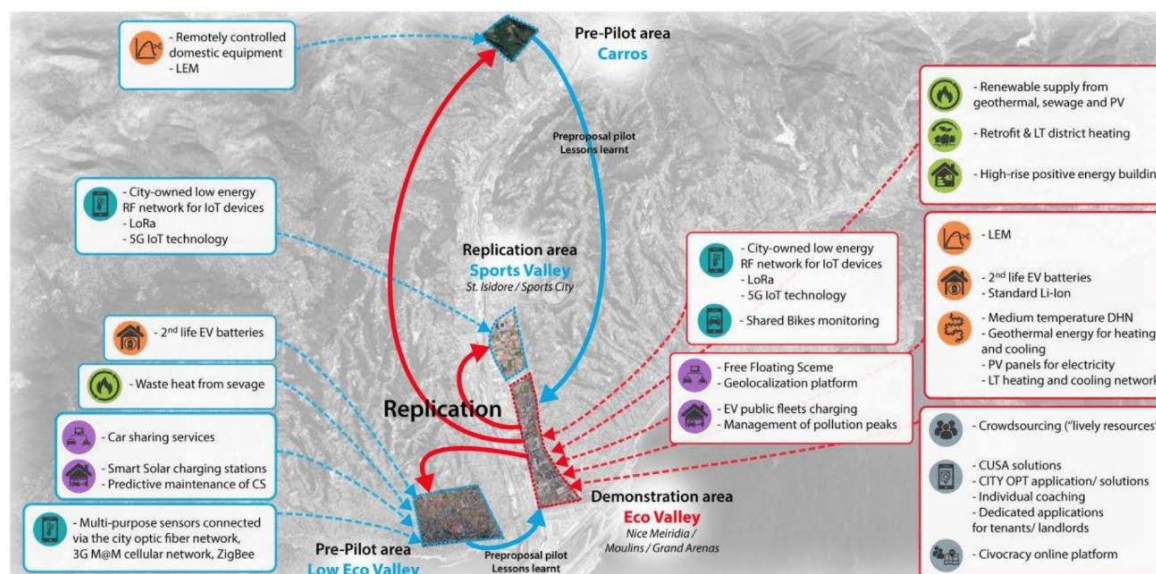 - Remotely controlled
domestic equipment
- LEM
Pre-Pilot area
Carros
Preproposal pilot
Lessons learnt
- City-owned low energy
RF network for IoT devices
- LoRa
- 5G IoT technology
Replication area
Sports Valley
St. Isidore / Sports City
- 2nd life EV batteries
- Waste heat from sevage
- Car sharing services
- Smart Solar charging stations
- Predictive maintenance of CS
- Multi-purpose sensors connected
via the city optic fiber network,
3G M@M cellular network, ZigBee
Replication
Pre-Pilot area
Low Eco Valley
Preproposal pilot
Lessons learnt
Demonstration area
Eco Valley
Nice Meiridia /
Moulins / Grand Arenas
- City-owned low energy
RF network for IoT devices
- LoRa
- 5G IoT technology
- Shared Bikes monitoring
- Free Floating Sceme
- Geolocalization platform
- EV public fleets charging
- Management of pollution peaks
- Renewable supply from
geothermal, sewage and PV
- Retrofit & LT district heating
- High-rise positive energy building
- LEM
- 2nd life EV batteries
- Standard Li-Ion
- Medium temperature DHN
- Geothermal energy for heating
and cooling
- PV panels for electricity
- LT heating and cooling network
- Crowdsourcing ("lively resources"
- CUSA solutions
- CITY OPT application/ solutions
- Individual coaching
- Dedicated applications
for tenants/ landlords
- Civocracy online platform